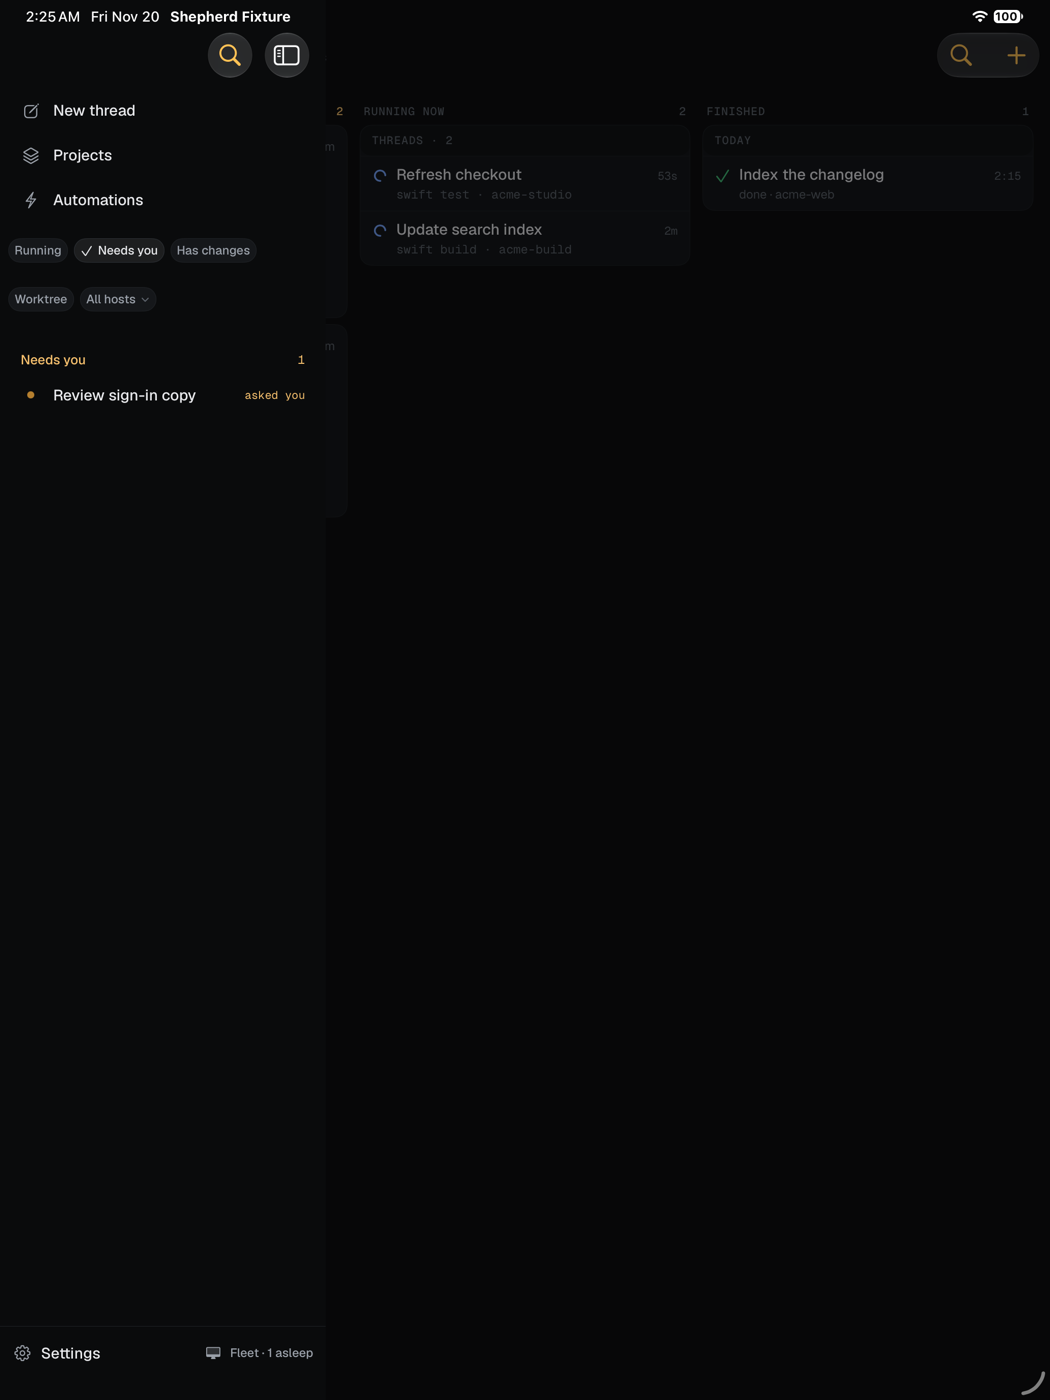 2:25 AM Fri Nov 20 Shepherd Fixture
100
New thread
Projects
Automations
Running
Needs you
Has changes
Worktree
All hosts
Needs you 1
Review sign-in copy asked you
Settings
Fleet · 1 asleep
2
m
m
RUNNING NOW 2
THREADS · 2
Refresh checkout 53s
swift test · acme-studio
Update search index 2m
swift build · acme-build
FINISHED 1
TODAY
Index the changelog 2:15
done · acme-web